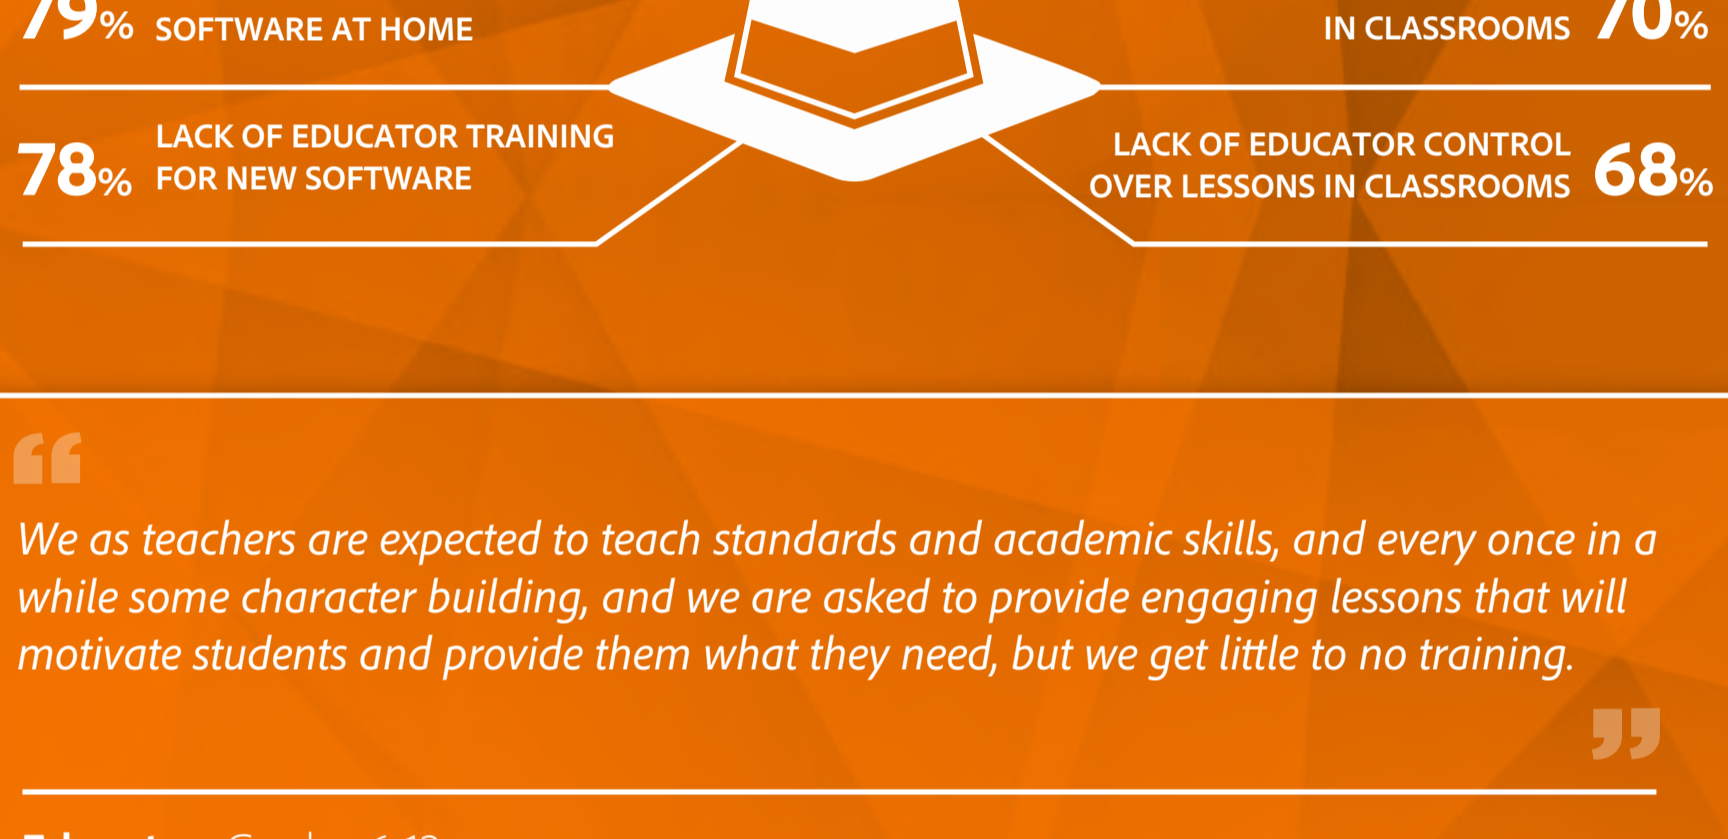 79% SOFTWARE AT HOME
IN CLASSROOMS 70%
LACK OF EDUCATOR TRAINING
78% FOR NEW SOFTWARE
LACK OF EDUCATOR CONTROL
OVER LESSONS IN CLASSROOMS 68%
“
We as teachers are expected to teach standards and academic skills, and every once in a
while some character building, and we are asked to provide engaging lessons that will
motivate students and provide them what they need, but we get little to no training.
”